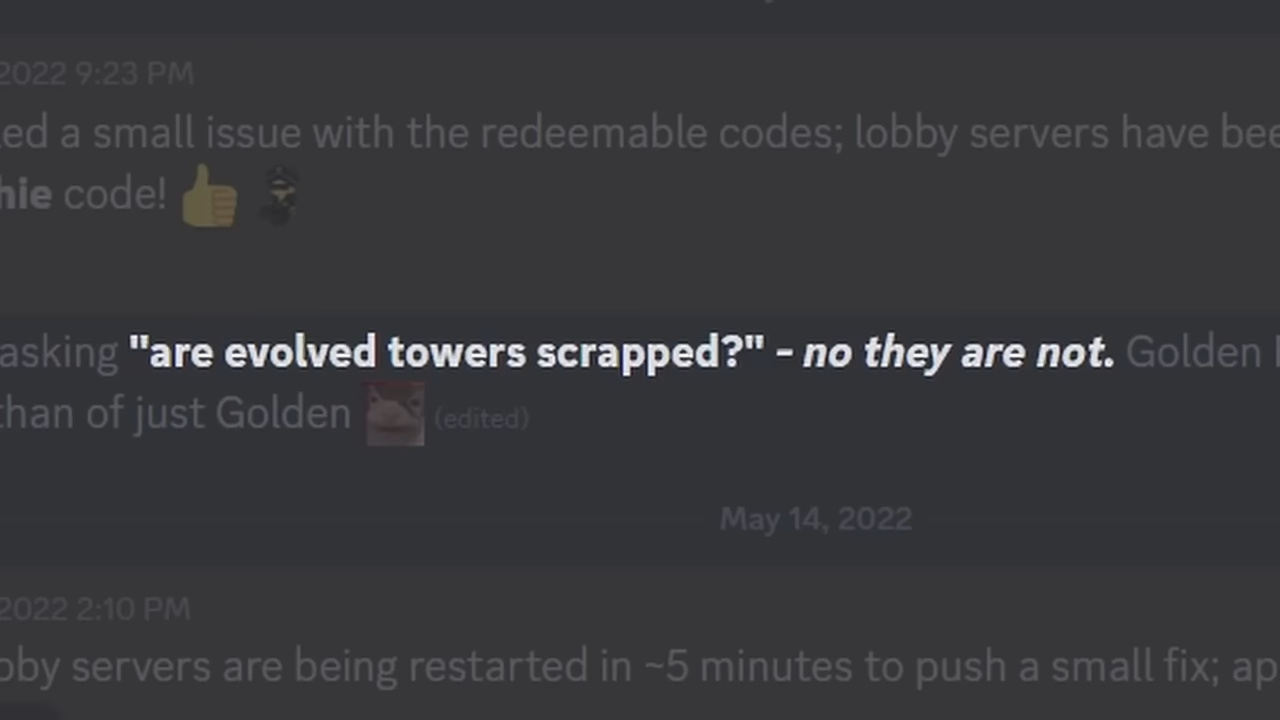 2022 9:23 PM
ed a small issue with the redeemable codes; lobby servers have bee
hie code!
asking "are evolved towers scrapped?" - no they are not. Golden
than of just Golden (edited)
May 14, 2022
2022 2:10 PM
oby servers are being restarted in ~5 minutes to push a small fix; ap